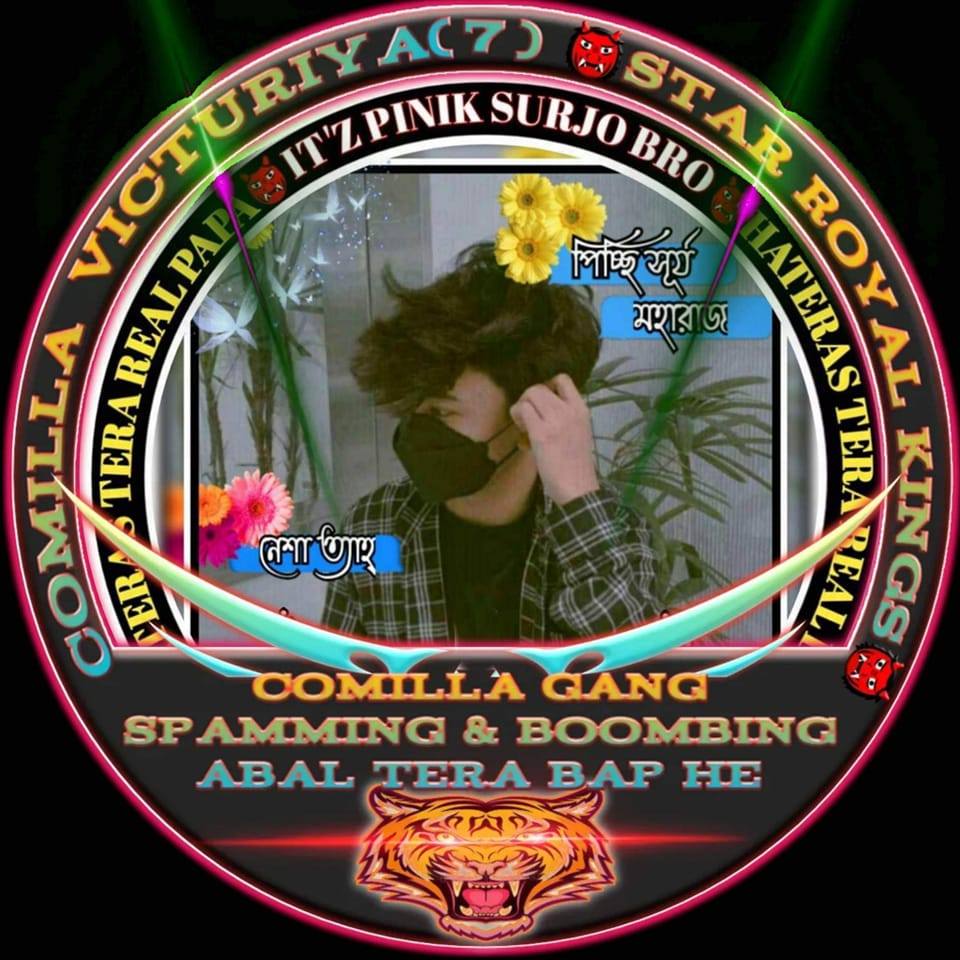 COMILLA VICTURIYA(7) 👹STAR ROYAL KINGS👹
TERAS TERA REAL PAPA👹IT'Z PINIK SURJO BRO👹HATERAS TERA REAL
পিচ্ছি সূর্য
মহারাজ
নেশা
COMILLA GANG
SPAMMING & BOOMBING
ABAL TERA BAP HE